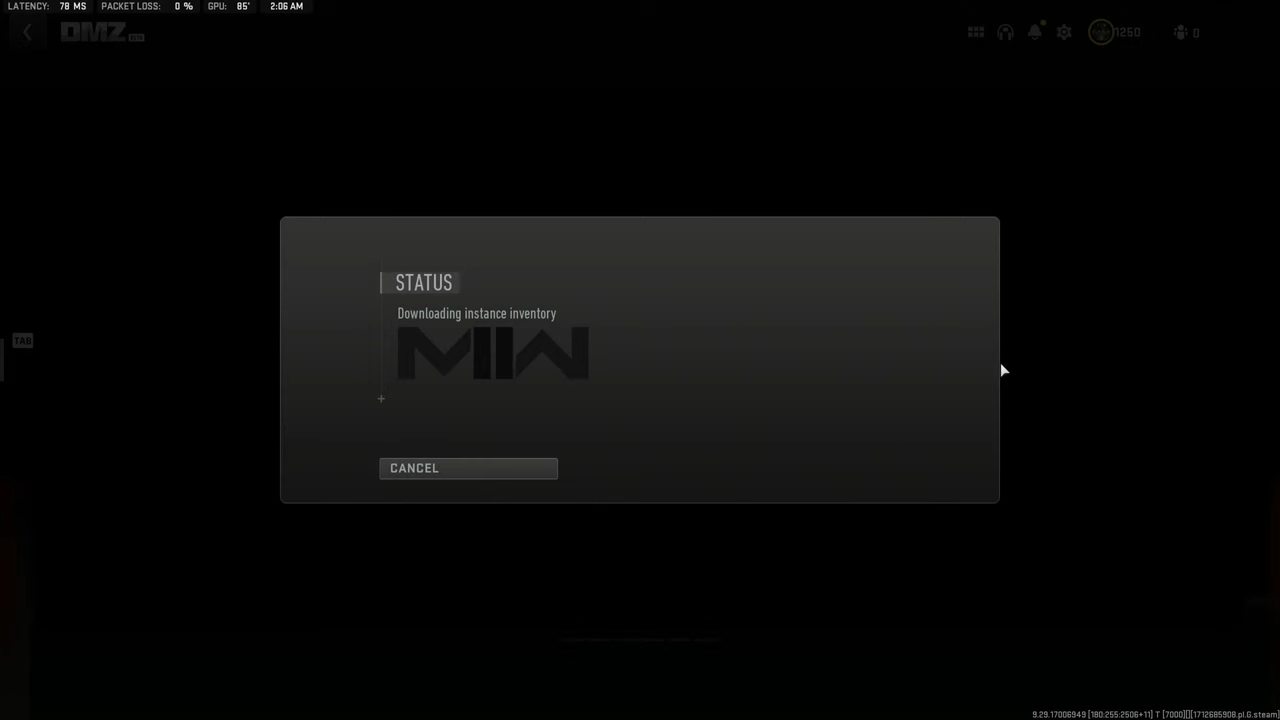 LATENCY: 78 MS PACKET LOSS: 0 % GPU: 85° 2:06 AM
DMZ BETA 1250 0
STATUS
Downloading instance inventory
TAB
MW
CANCEL
9.29.17006949 [180:255:2506+11] T [7000][][1712685908.pl.G.steam]